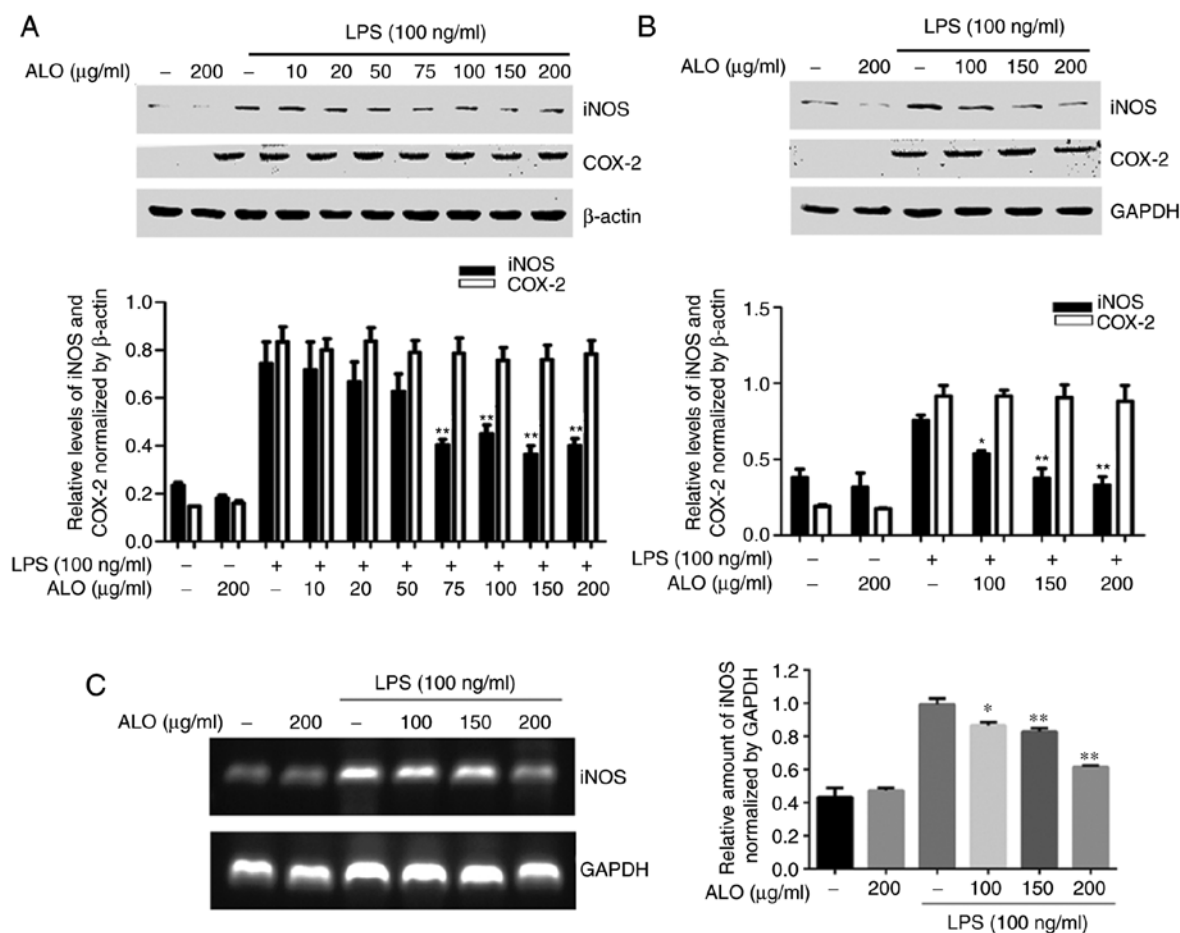 A
LPS (100 ng/ml)
ALO (μg/ml) – 200 – 10 20 50 75 100 150 200
iNOS
COX-2
β-actin
iNOS
COX-2
Relative levels of iNOS and
COX-2 normalized by β-actin
1.0
0.8
0.6
0.4
0.2
0.0
** ** ** **
LPS (100 ng/ml) – – + + + + + + + +
ALO (μg/ml) – 200 – 10 20 50 75 100 150 200
B
LPS (100 ng/ml)
ALO (μg/ml) – 200 – 100 150 200
iNOS
COX-2
GAPDH
iNOS
COX-2
Relative levels of iNOS and
COX-2 normalized by β-actin
1.5
1.0
0.5
0.0
* ** **
LPS (100 ng/ml) – – + + + +
ALO (μg/ml) – 200 – 100 150 200
C
LPS (100 ng/ml)
ALO (μg/ml) – 200 – 100 150 200
iNOS
GAPDH
Relative amount of iNOS
normalized by GAPDH
1.2
1.0
0.8
0.6
0.4
0.2
0.0
* ** **
ALO (μg/ml) – 200 – 100 150 200
LPS (100 ng/ml)